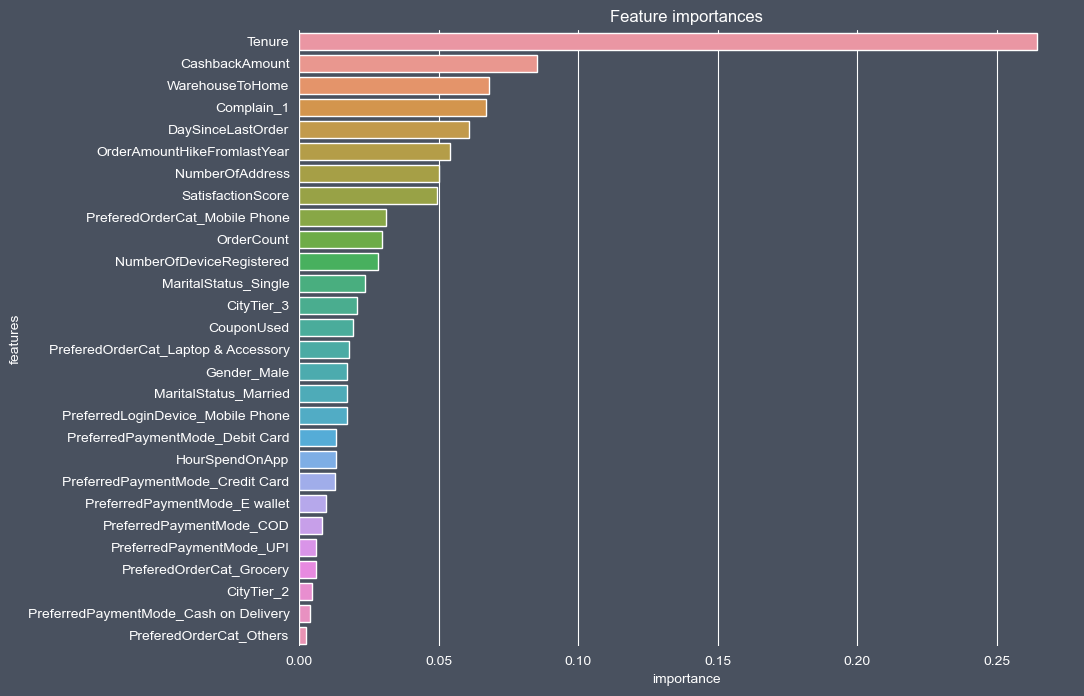 Feature importances
Tenure
CashbackAmount
WarehouseToHome
Complain_1
DaySinceLastOrder
OrderAmountHikeFromlastYear
NumberOfAddress
SatisfactionScore
PreferedOrderCat_Mobile Phone
OrderCount
NumberOfDeviceRegistered
MaritalStatus_Single
CityTier_3
CouponUsed
PreferedOrderCat_Laptop & Accessory
Gender_Male
MaritalStatus_Married
PreferredLoginDevice_Mobile Phone
PreferredPaymentMode_Debit Card
HourSpendOnApp
PreferredPaymentMode_Credit Card
PreferredPaymentMode_E wallet
PreferredPaymentMode_COD
PreferredPaymentMode_UPI
PreferedOrderCat_Grocery
CityTier_2
PreferredPaymentMode_Cash on Delivery
PreferedOrderCat_Others
features
0.00 0.05 0.10 0.15 0.20 0.25
importance